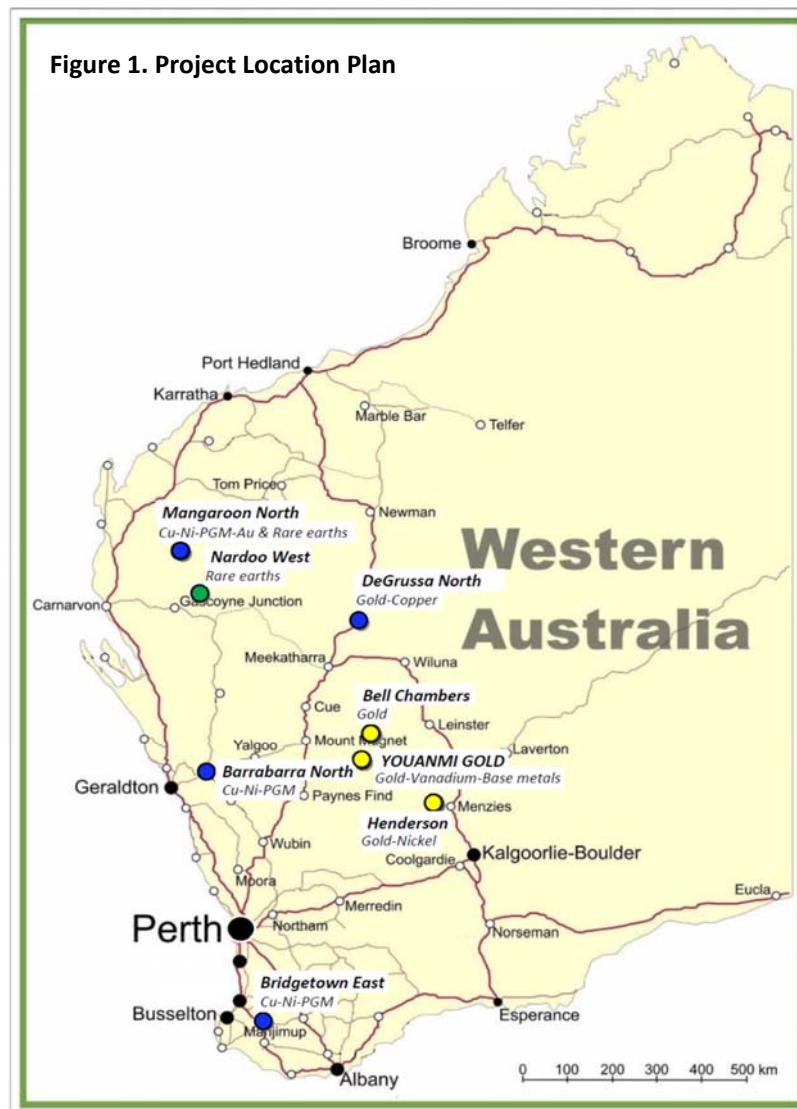 Figure 1. Project Location Plan
Broome
Port Hedland
Karratha
Marble Bar
Telfer
Tom Price
Newman
Mangaroon North
Cu-Ni-PGM-Au & Rare earths
Nardoo West
Rare earths
Western
Australia
DeGrussa North
Gold-Copper
Carnarvon
Gascoyne Junction
Meekatharra
Wiluna
Bell Chambers
Gold
Cue
Leinster
Yalgoo
Mount Magnet
Laverton
YOUANMI GOLD
Gold-Vanadium-Base metals
Barrabarra North
Cu-Ni-PGM
Geraldton
Paynes Find
Menzies
Henderson
Gold-Nickel
Wubin
Kalgoorlie-Boulder
Coolgardie
Moora
Eucla
Merredin
Perth
Northam
Norseman
Bridgetown East
Cu-Ni-PGM
Busselton
Manjimup
Esperance
Albany
0 100 200 300 400 500 km